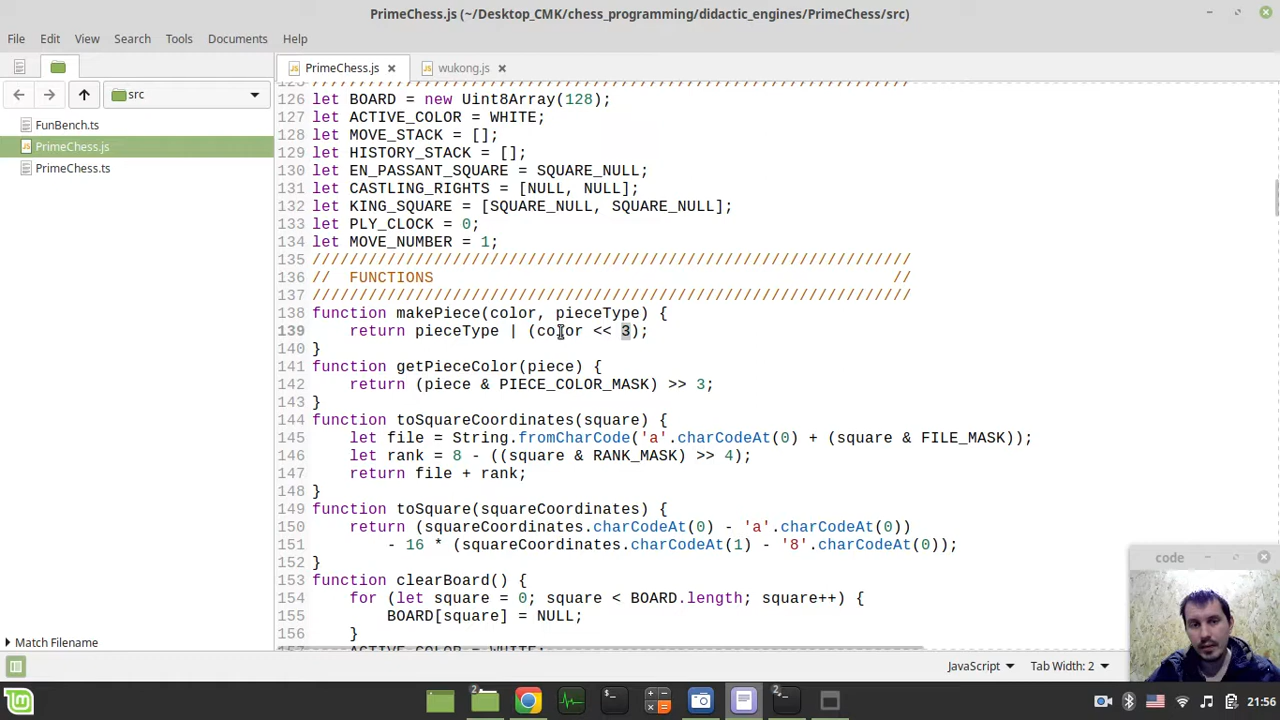 PrimeChess.js (~/Desktop_CMK/chess_programming/didactic_engines/PrimeChess/src)
File Edit View Search Tools Documents Help
PrimeChess.js
wukong.js
src
FunBench.ts
PrimeChess.js
PrimeChess.ts
Match Filename
126 let BOARD = new Uint8Array(128);
127 let ACTIVE_COLOR = WHITE;
128 let MOVE_STACK = [];
129 let HISTORY_STACK = [];
130 let EN_PASSANT_SQUARE = SQUARE_NULL;
131 let CASTLING_RIGHTS = [NULL, NULL];
132 let KING_SQUARE = [SQUARE_NULL, SQUARE_NULL];
133 let PLY_CLOCK = 0;
134 let MOVE_NUMBER = 1;
135 ////////////////////////////////////////////////////////////////
136 //  FUNCTIONS                                                 //
137 ////////////////////////////////////////////////////////////////
138 function makePiece(color, pieceType) {
139     return pieceType | (color << 3);
140 }
141 function getPieceColor(piece) {
142     return (piece & PIECE_COLOR_MASK) >> 3;
143 }
144 function toSquareCoordinates(square) {
145     let file = String.fromCharCode('a'.charCodeAt(0) + (square & FILE_MASK));
146     let rank = 8 - ((square & RANK_MASK) >> 4);
147     return file + rank;
148 }
149 function toSquare(squareCoordinates) {
150     return (squareCoordinates.charCodeAt(0) - 'a'.charCodeAt(0))
151         - 16 * (squareCoordinates.charCodeAt(1) - '8'.charCodeAt(0));
152 }
153 function clearBoard() {
154     for (let square = 0; square < BOARD.length; square++) {
155         BOARD[square] = NULL;
156     }
code
JavaScript
Tab Width: 2
2
2
21:56